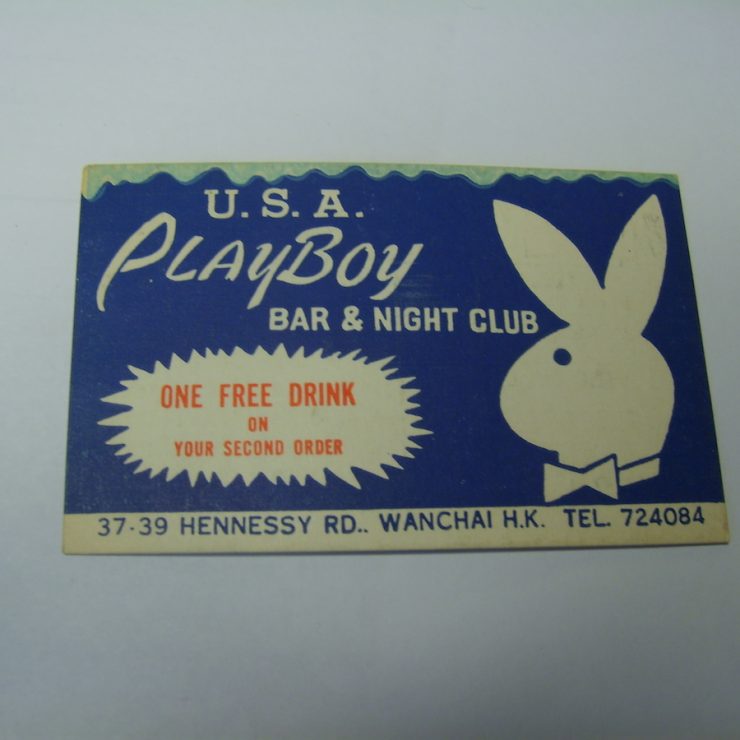 U. S. A.
PLAYBOY
BAR & NIGHT CLUB
ONE FREE DRINK
ON
YOUR SECOND ORDER
37-39 HENNESSY RD.. WANCHAI H.K. TEL. 724084